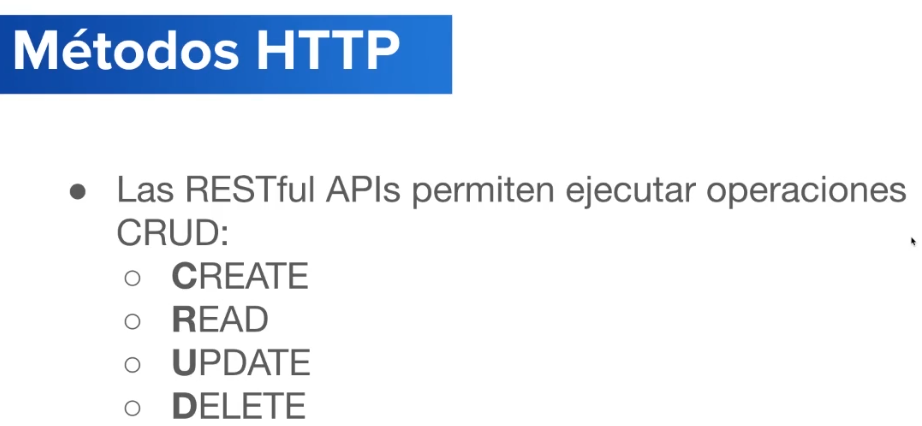 Métodos HTTP
● Las RESTful APIs permiten ejecutar operaciones
CRUD:
○ CREATE
○ READ
○ UPDATE
○ DELETE